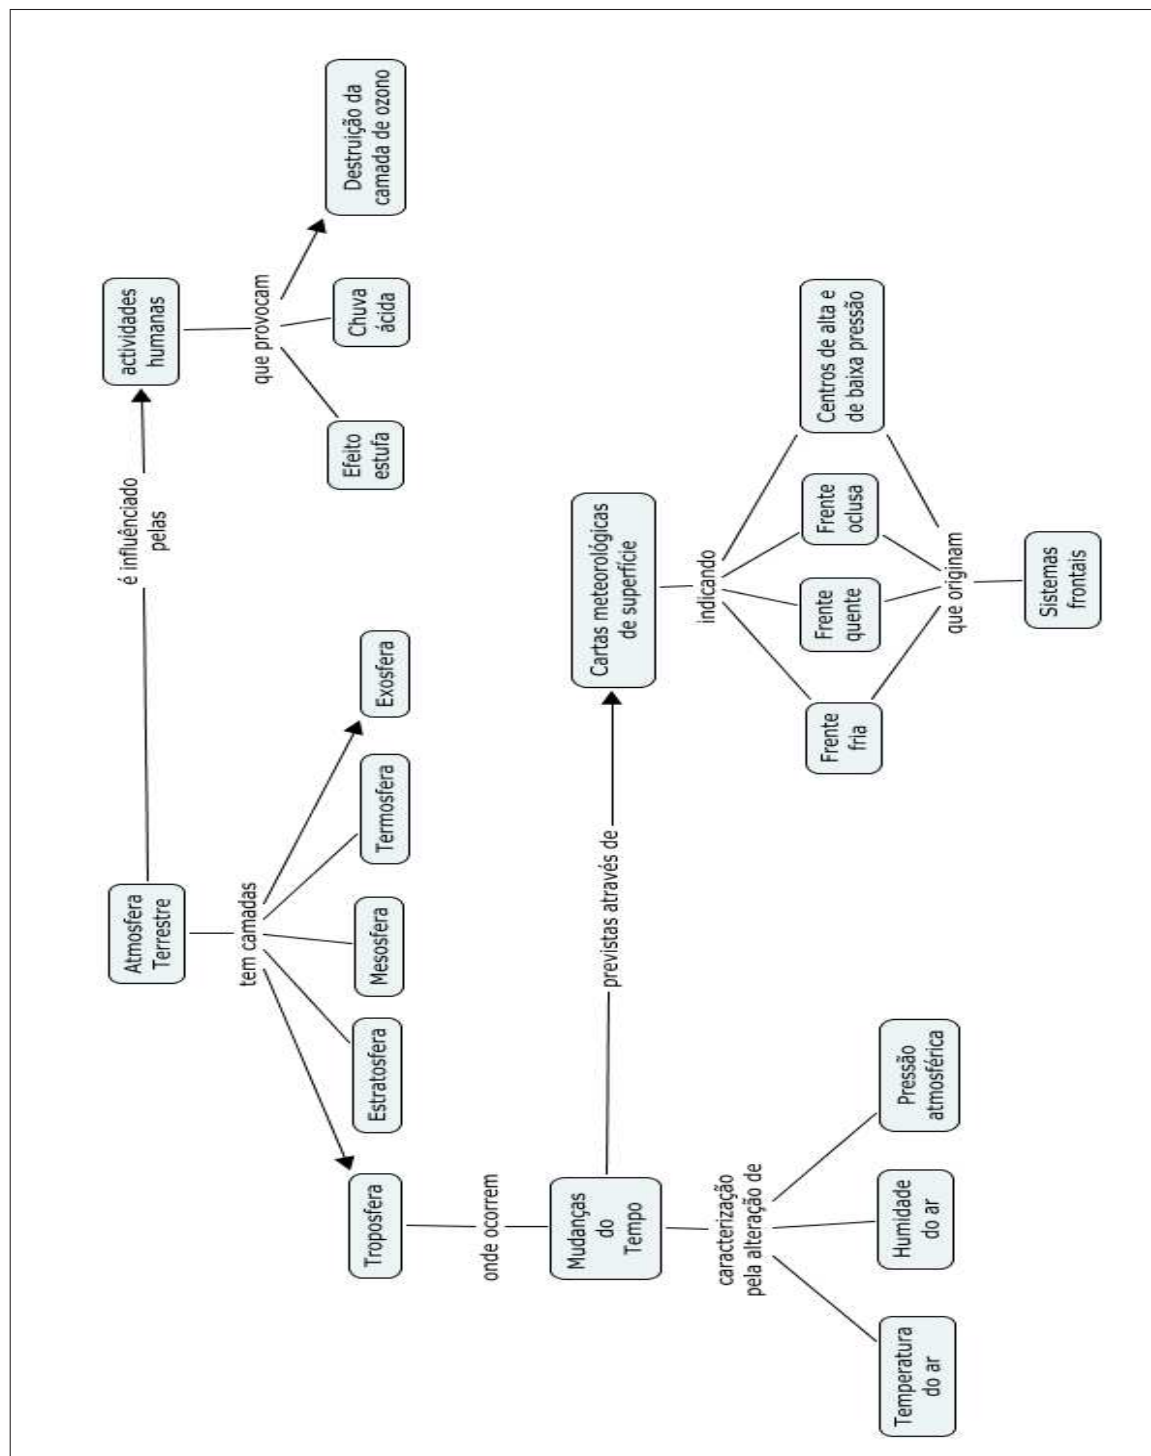 Atmosfera
Terrestre
é influênciado
pelas
actividades
humanas
tem camadas
que provocam
Troposfera
Estratosfera
Mesosfera
Termosfera
Exosfera
Efeito
estufa
Chuva
ácida
Destruição da
camada de ozono
onde ocorrem
Mudanças
do
Tempo
previstas através de
Cartas meteorológicas
de superfície
caracterização
pela alteração de
indicando
Temperatura
do ar
Humidade
do ar
Pressão
atmosférica
Frente
fria
Frente
quente
Frente
oclusa
Centros de alta e
de baixa pressão
que originam
Sistemas
frontais